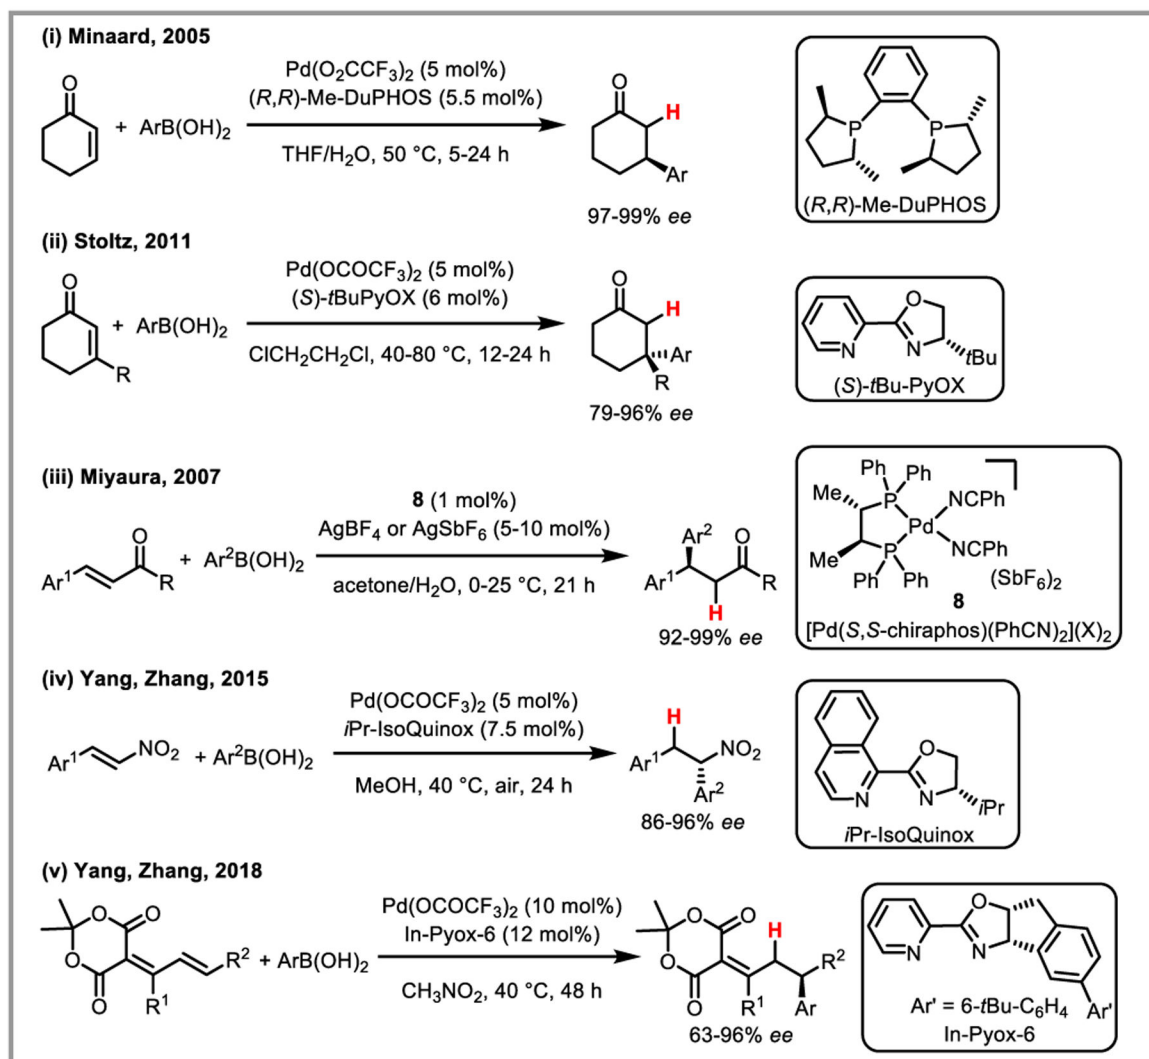 (i) Minaard, 2005
O
+ ArB(OH)₂
Pd(O₂CCF₃)₂ (5 mol%)
(R,R)-Me-DuPHOS (5.5 mol%)
THF/H₂O, 50 °C, 5-24 h
O
H
Ar
97-99% ee
P P
(R,R)-Me-DuPHOS
(ii) Stoltz, 2011
O
R
+ ArB(OH)₂
Pd(OCOCF₃)₂ (5 mol%)
(S)-tBuPyOX (6 mol%)
ClCH₂CH₂Cl, 40-80 °C, 12-24 h
O
H
Ar
R
79-96% ee
O
N N
tBu
(S)-tBu-PyOX
(iii) Miyaura, 2007
O
Ar¹ R
+ Ar²B(OH)₂
8 (1 mol%)
AgBF₄ or AgSbF₆ (5-10 mol%)
acetone/H₂O, 0-25 °C, 21 h
Ar² O
Ar¹ R
H
92-99% ee
Ph Ph
Me P NCPh
Pd
Me P NCPh
Ph Ph (SbF₆)₂
8
[Pd(S,S-chiraphos)(PhCN)₂](X)₂
(iv) Yang, Zhang, 2015
Ar¹ NO₂
+ Ar²B(OH)₂
Pd(OCOCF₃)₂ (5 mol%)
iPr-IsoQuinox (7.5 mol%)
MeOH, 40 °C, air, 24 h
H
Ar¹ NO₂
Ar²
86-96% ee
O
N N
iPr
iPr-IsoQuinox
(v) Yang, Zhang, 2018
O O
O R²
O R¹
+ ArB(OH)₂
Pd(OCOCF₃)₂ (10 mol%)
In-Pyox-6 (12 mol%)
CH₃NO₂, 40 °C, 48 h
O O H
O R²
O R¹ Ar
63-96% ee
O
N N
Ar' = 6-tBu-C₆H₄ Ar'
In-Pyox-6